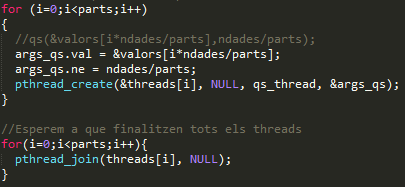 for (i=0;i<parts;i++)
{
//qs(&valors[i*ndades/parts],ndades/parts);
args_qs.val = &valors[i*ndades/parts];
args_qs.ne = ndades/parts;
pthread_create(&threads[i], NULL, qs_thread, &args_qs);
}
//Esperem a que finalitzen tots els threads
for(i=0;i<parts;i++){
pthread_join(threads[i], NULL);
}